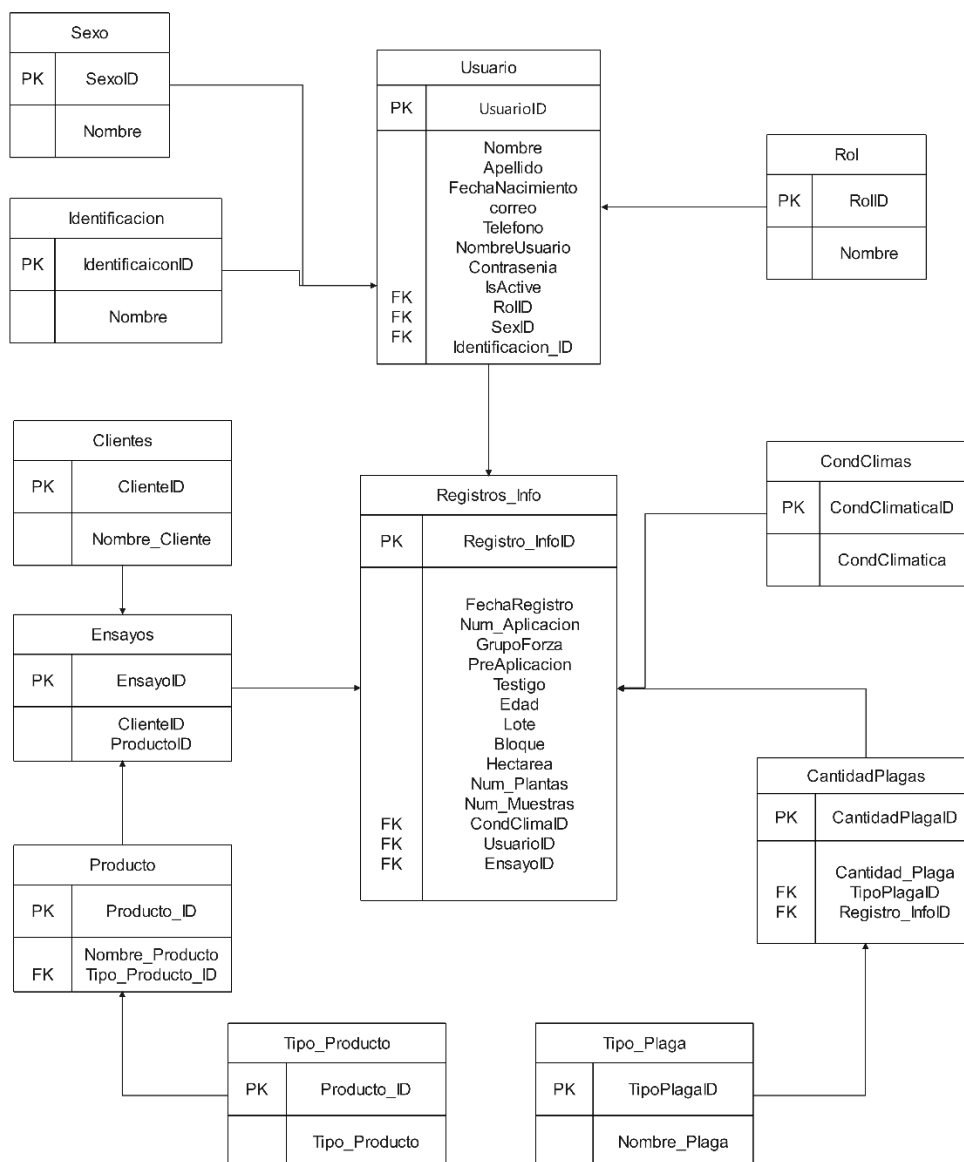 Sexo
PK SexoID
Nombre
Usuario
PK UsuarioID
Nombre
Apellido
FechaNacimiento
correo
Telefono
NombreUsuario
Contrasenia
IsActive
FK RolID
FK SexID
FK Identificacion_ID
Rol
PK RolID
Nombre
Identificacion
PK IdentificaiconID
Nombre
Clientes
PK ClienteID
Nombre_Cliente
Registros_Info
PK Registro_InfoID
FechaRegistro
Num_Aplicacion
GrupoForza
PreAplicacion
Testigo
Edad
Lote
Bloque
Hectarea
Num_Plantas
Num_Muestras
FK CondClimaID
FK UsuarioID
FK EnsayoID
CondClimas
PK CondClimaticaID
CondClimatica
Ensayos
PK EnsayoID
ClienteID
ProductoID
CantidadPlagas
PK CantidadPlagaID
Cantidad_Plaga
FK TipoPlagaID
FK Registro_InfoID
Producto
PK Producto_ID
Nombre_Producto
FK Tipo_Producto_ID
Tipo_Producto
PK Producto_ID
Tipo_Producto
Tipo_Plaga
PK TipoPlagaID
Nombre_Plaga